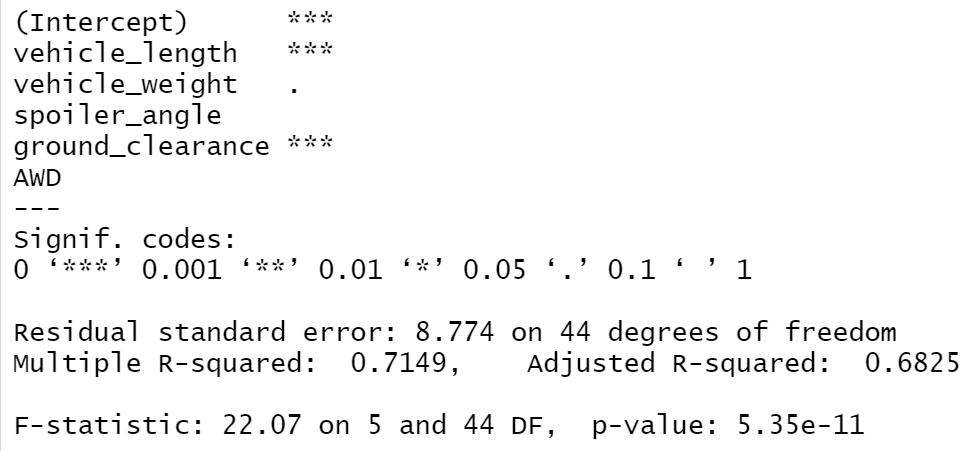 (Intercept) ***
vehicle_length ***
vehicle_weight .
spoiler_angle
ground_clearance ***
AWD
---
Signif. codes:
0 ‘***’ 0.001 ‘**’ 0.01 ‘*’ 0.05 ‘.’ 0.1 ‘ ’ 1
Residual standard error: 8.774 on 44 degrees of freedom
Multiple R-squared:  0.7149,    Adjusted R-squared:  0.6825
F-statistic: 22.07 on 5 and 44 DF,  p-value: 5.35e-11